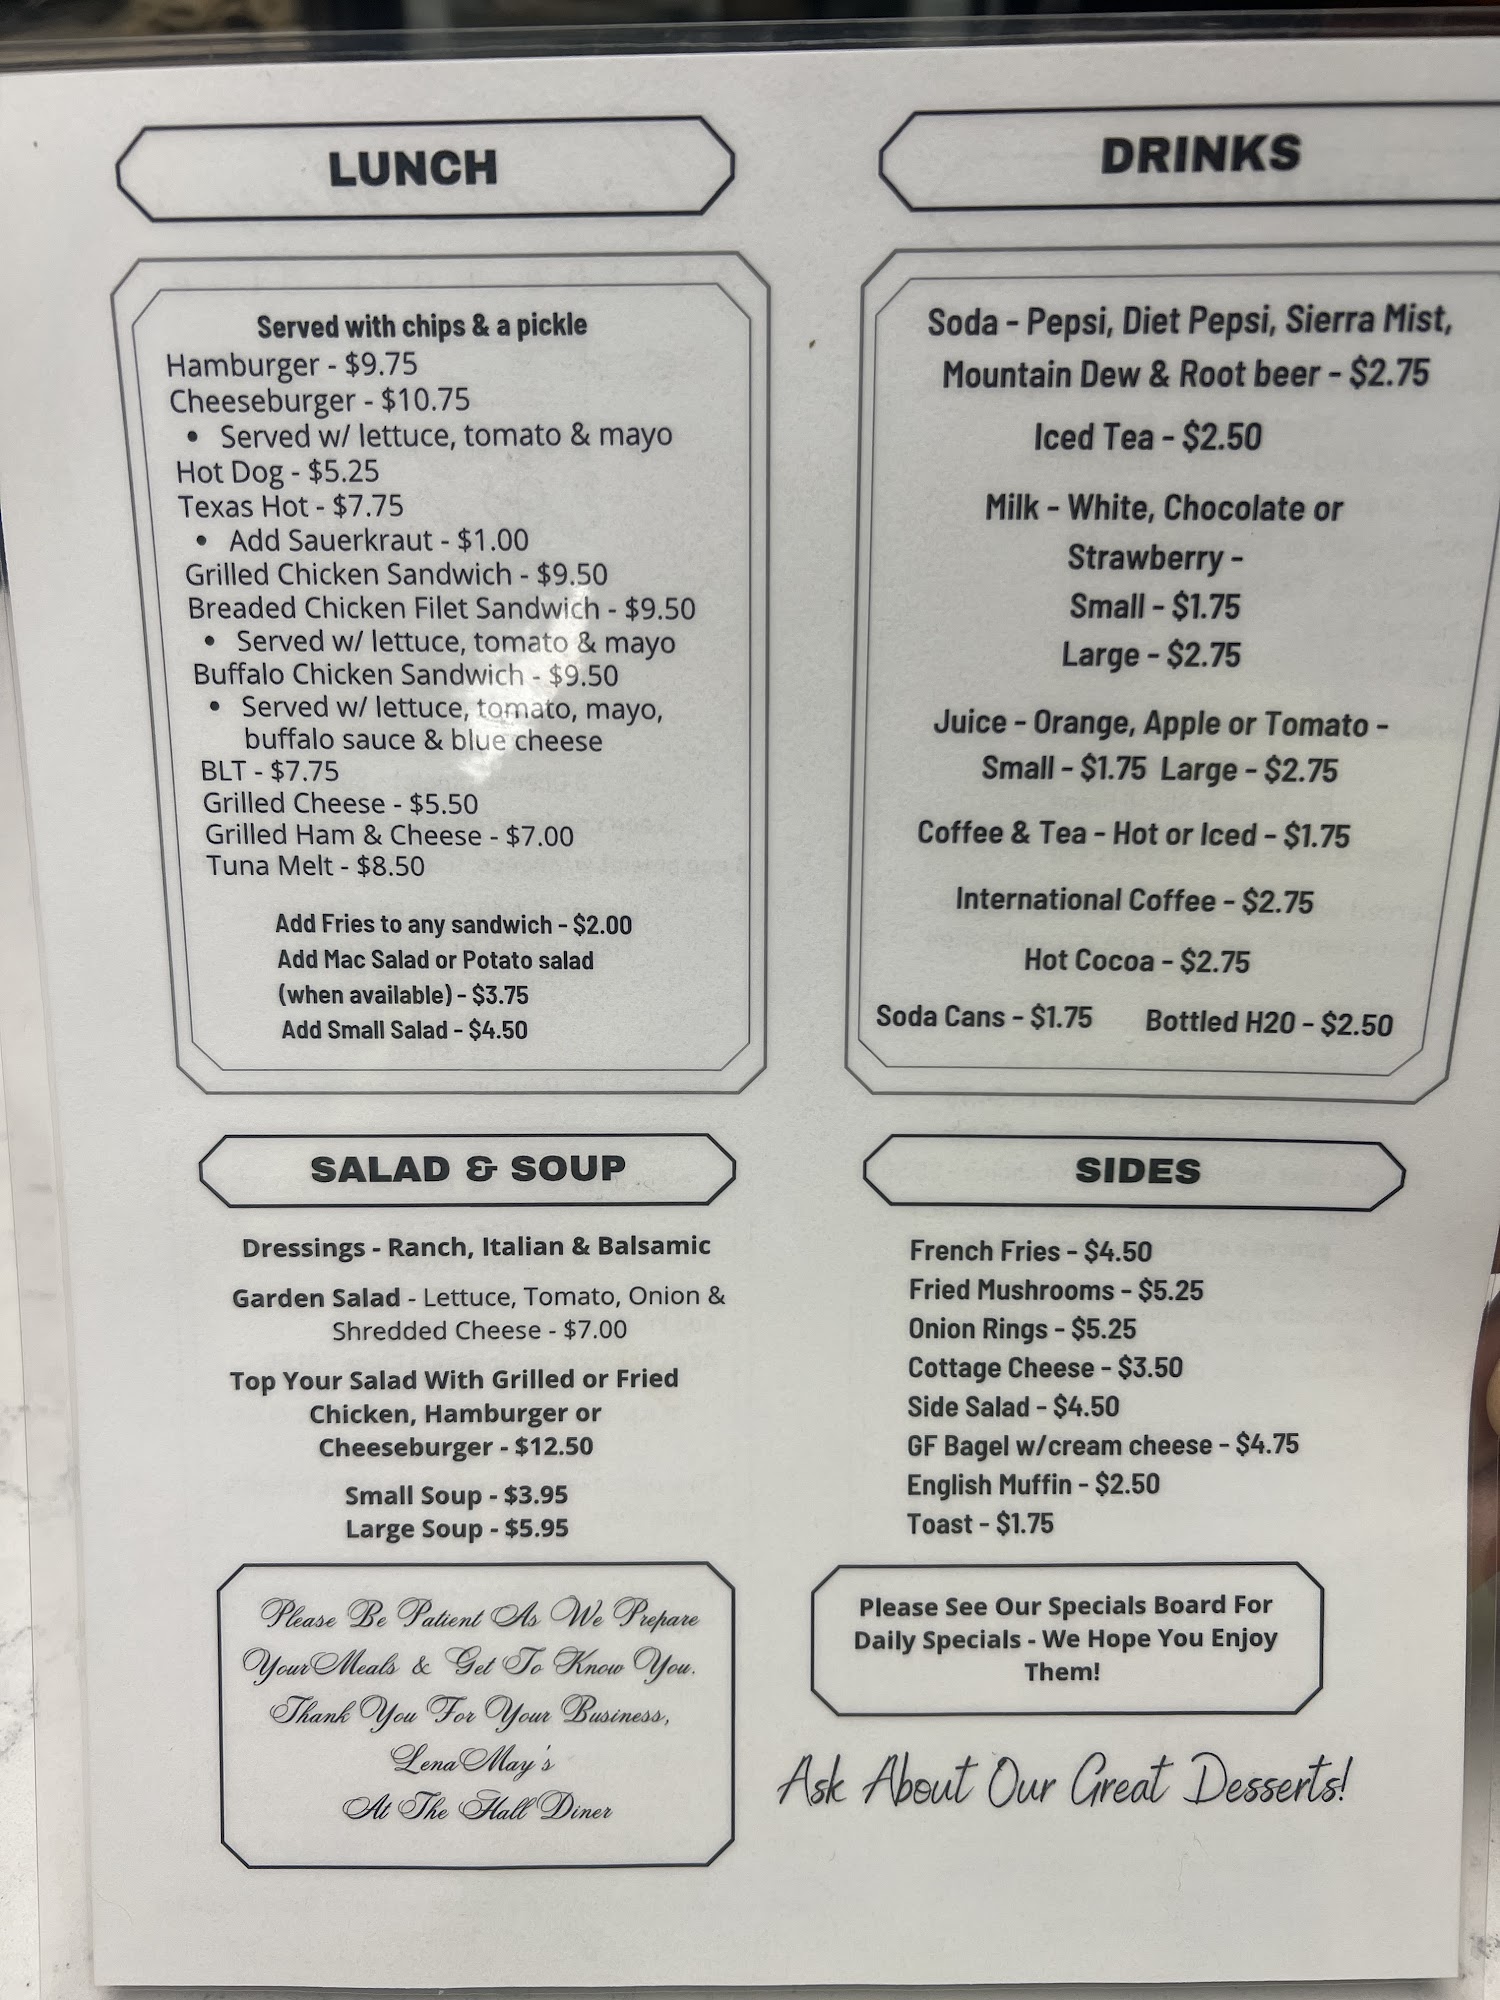 LUNCH
Served with chips & a pickle
Hamburger - $9.75
Cheeseburger - $10.75
• Served w/ lettuce, tomato & mayo
Hot Dog - $5.25
Texas Hot - $7.75
• Add Sauerkraut - $1.00
Grilled Chicken Sandwich - $9.50
Breaded Chicken Filet Sandwich - $9.50
• Served w/ lettuce, tomato & mayo
Buffalo Chicken Sandwich - $9.50
• Served w/ lettuce, tomato, mayo,
buffalo sauce & blue cheese
BLT - $7.75
Grilled Cheese - $5.50
Grilled Ham & Cheese - $7.00
Tuna Melt - $8.50
Add Fries to any sandwich - $2.00
Add Mac Salad or Potato salad
(when available) - $3.75
Add Small Salad - $4.50
DRINKS
Soda - Pepsi, Diet Pepsi, Sierra Mist,
Mountain Dew & Root beer - $2.75
Iced Tea - $2.50
Milk - White, Chocolate or
Strawberry -
Small - $1.75
Large - $2.75
Juice - Orange, Apple or Tomato -
Small - $1.75 Large - $2.75
Coffee & Tea - Hot or Iced - $1.75
International Coffee - $2.75
Hot Cocoa - $2.75
Soda Cans - $1.75 Bottled H20 - $2.50
SALAD & SOUP
Dressings - Ranch, Italian & Balsamic
Garden Salad - Lettuce, Tomato, Onion &
Shredded Cheese - $7.00
Top Your Salad With Grilled or Fried
Chicken, Hamburger or
Cheeseburger - $12.50
Small Soup - $3.95
Large Soup - $5.95
Please Be Patient As We Prepare
Your Meals & Get To Know You.
Thank You For Your Business,
LenaMay's
At The Hall Diner
SIDES
French Fries - $4.50
Fried Mushrooms - $5.25
Onion Rings - $5.25
Cottage Cheese - $3.50
Side Salad - $4.50
GF Bagel w/cream cheese - $4.75
English Muffin - $2.50
Toast - $1.75
Please See Our Specials Board For
Daily Specials - We Hope You Enjoy
Them!
Ask About Our Great Desserts!